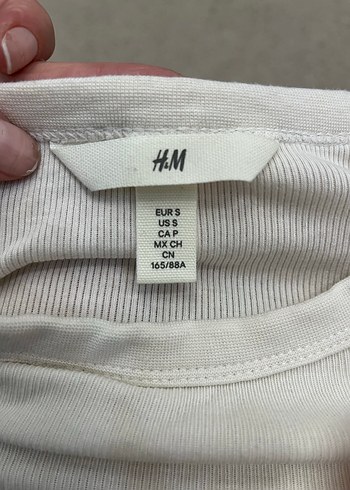 H&M
EUR S
US S
CA P
MX CH
CN
165/88A